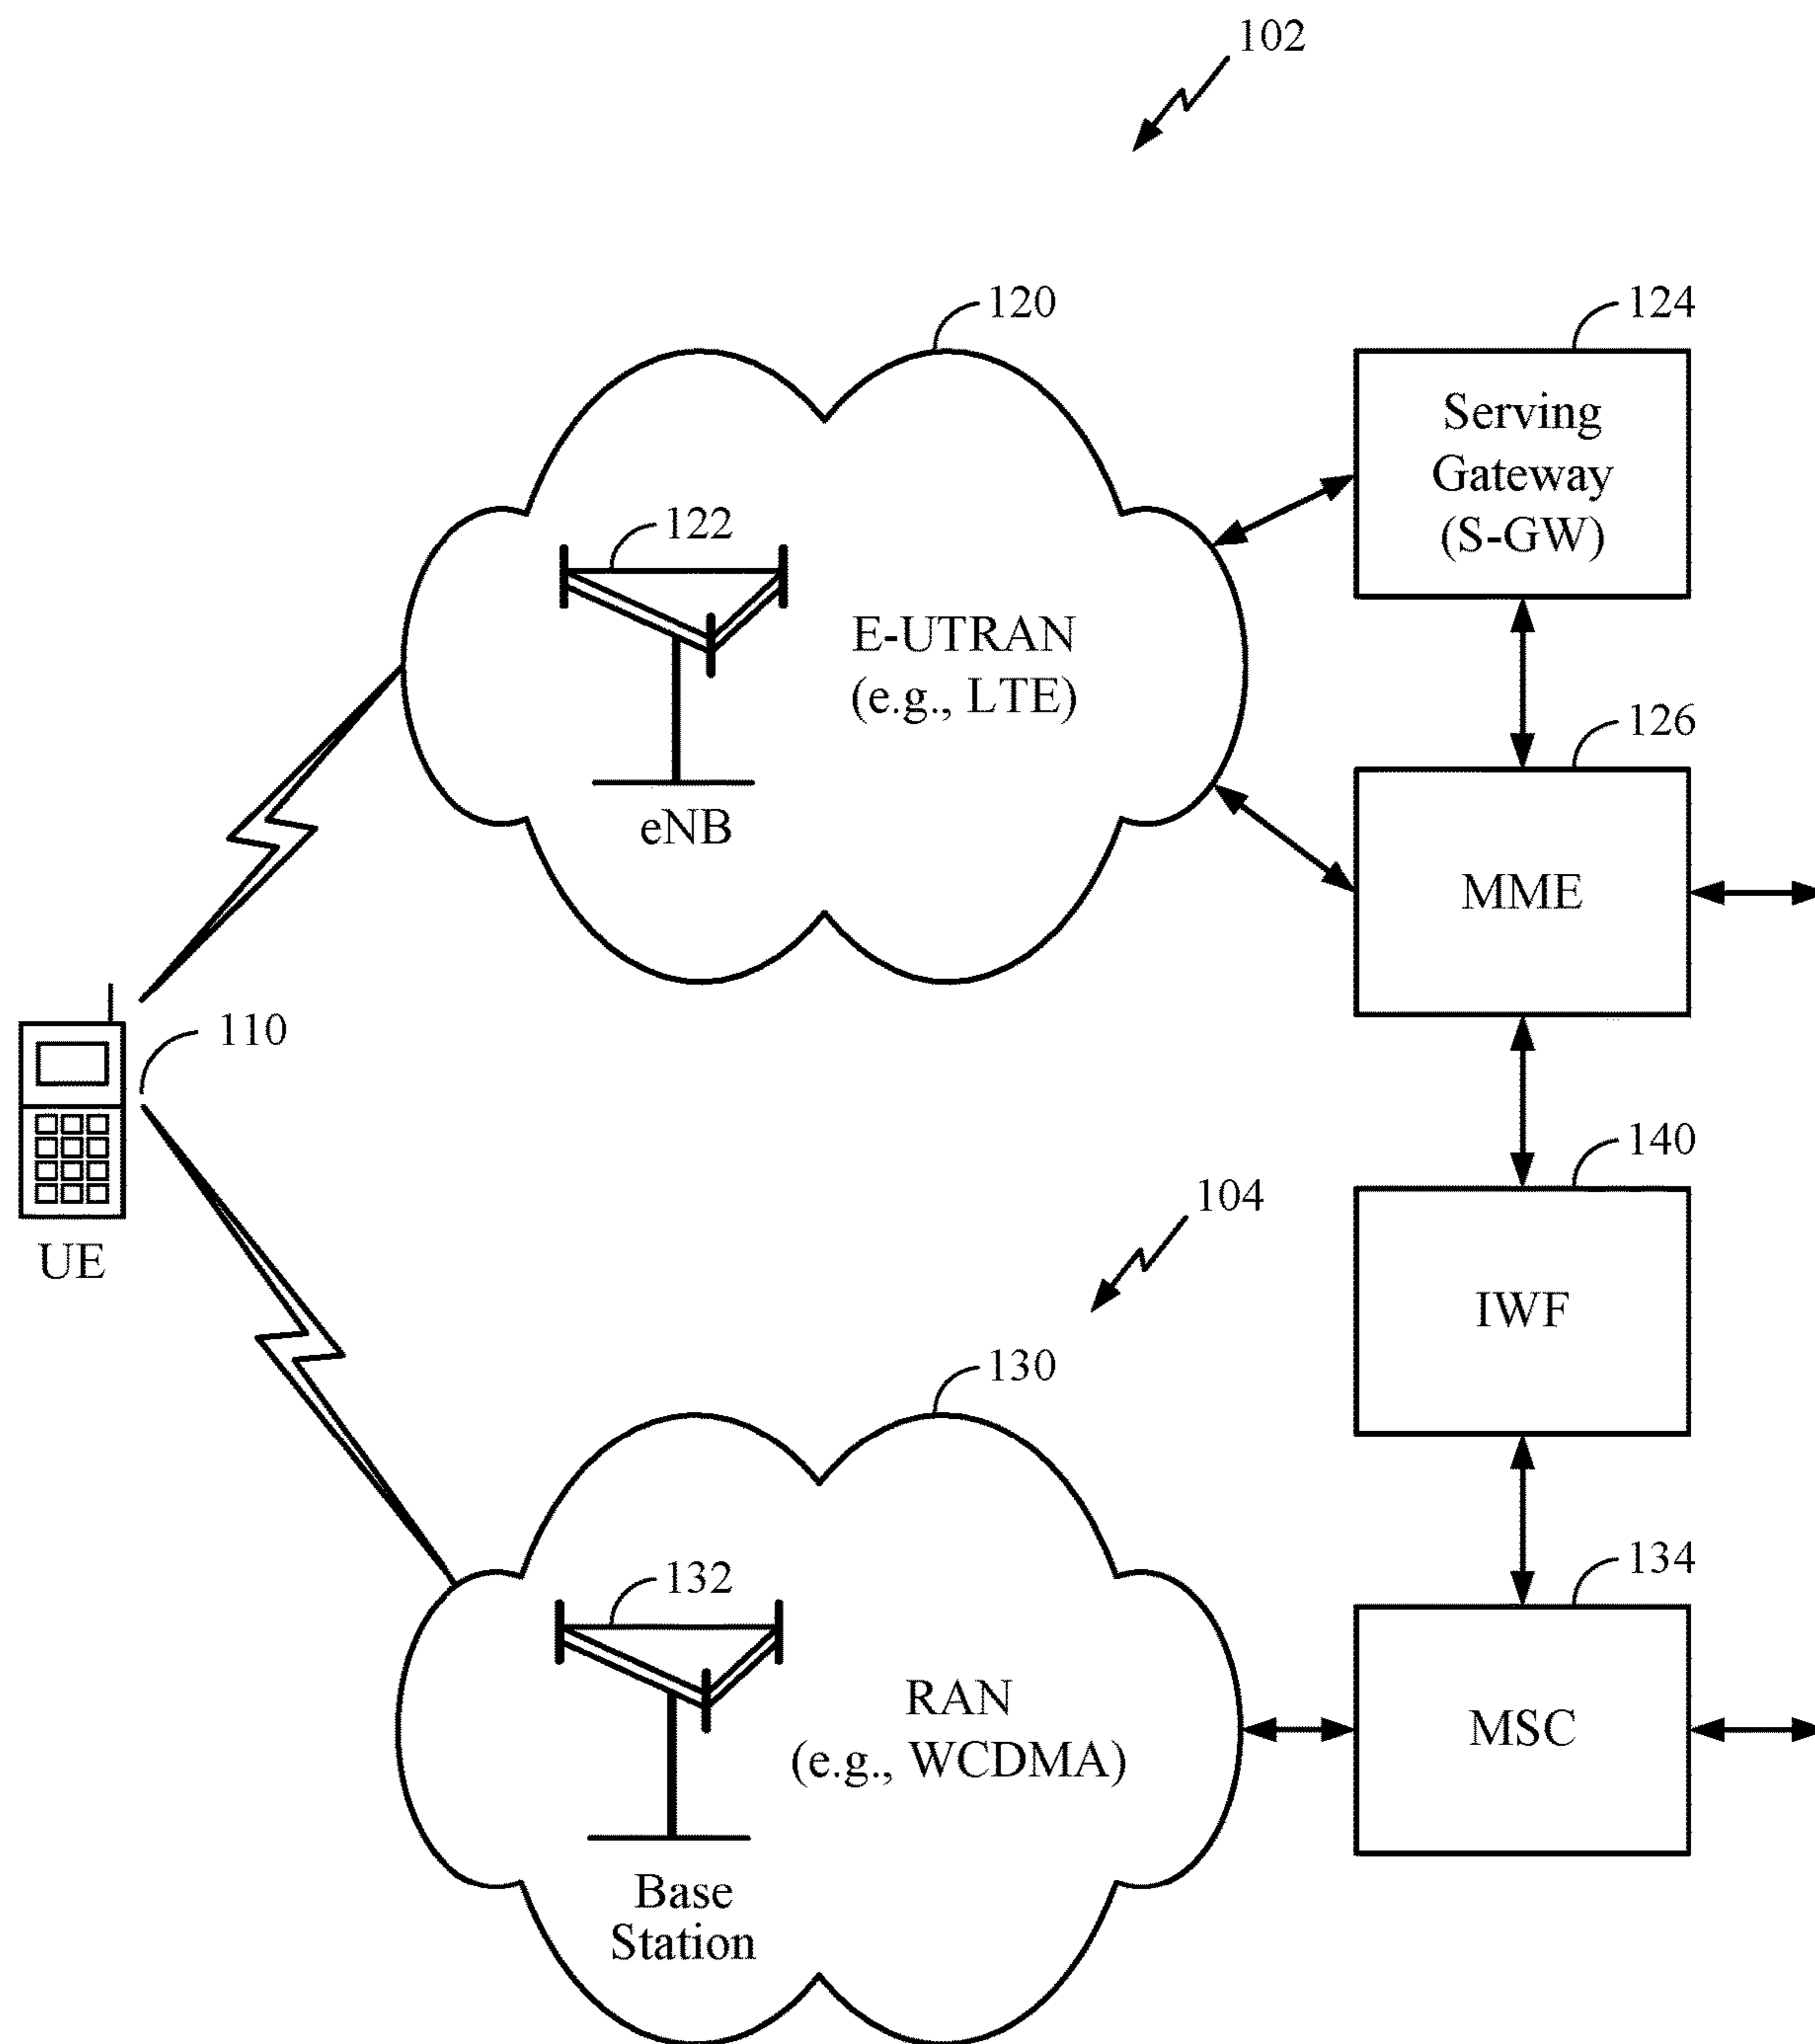 102
120
124
Serving
Gateway
(S-GW)
122
E-UTRAN
(e.g., LTE)
126
eNB
MME
110
140
104
UE
IWF
130
134
132
RAN
(e.g., WCDMA)
MSC
Base
Station